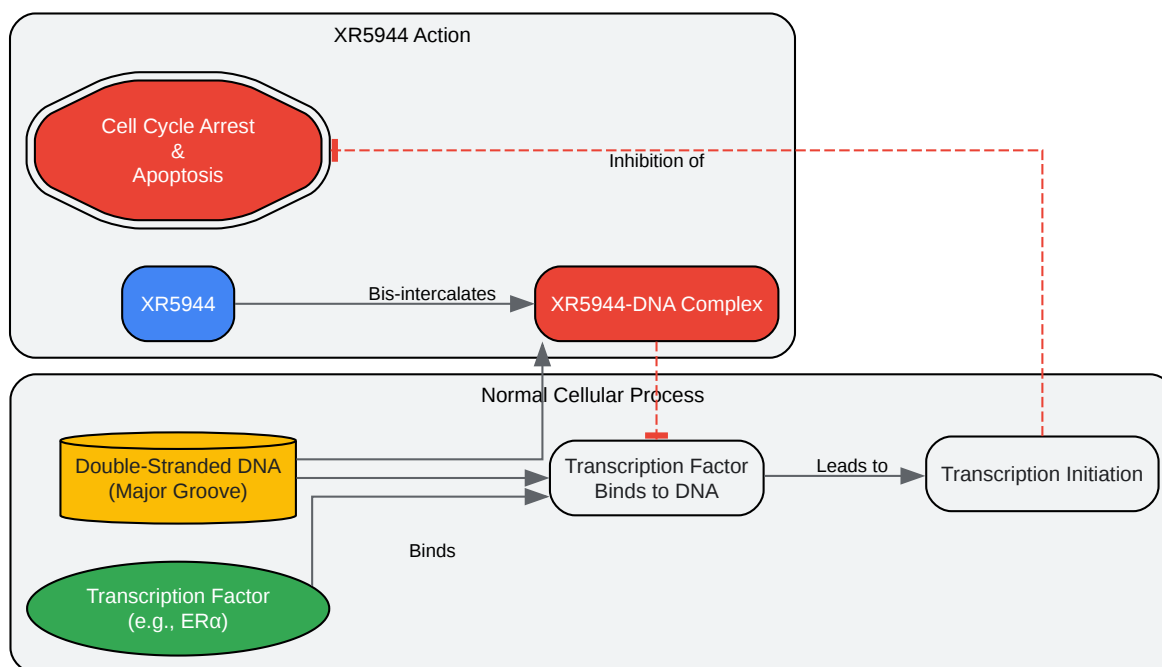 XR5944 Action
Cell Cycle Arrest
&
Apoptosis
Inhibition of
XR5944
Bis-intercalates
XR5944-DNA Complex
Normal Cellular Process
Double-Stranded DNA
(Major Groove)
Transcription Factor
Binds to DNA
Leads to
Transcription Initiation
Binds
Transcription Factor
(e.g., ERα)